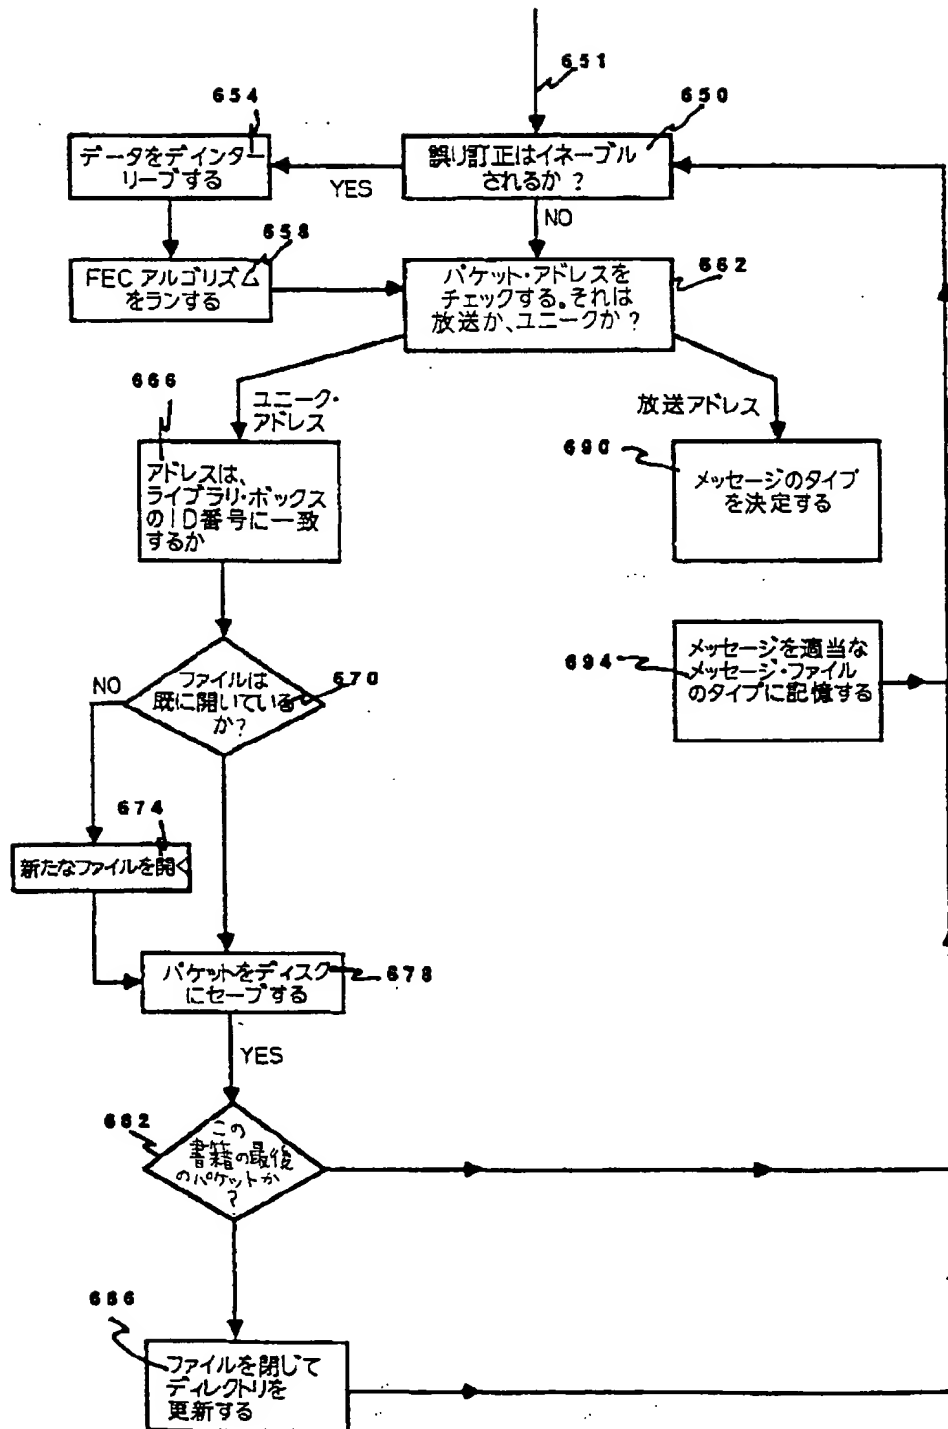 651
654
650
データをデインター
リーブする
YES
誤り訂正はイネーブル
されるか?
NO
658
FEC アルゴリズム
をランする
662
パケット・アドレスを
チェックする。それは
放送か、ユニークか?
666
ユニーク・
アドレス
放送アドレス
アドレスは、
ライブラリ・ボックス
のID番号に一致
するか
690
メッセージのタイプ
を決定する
NO
ファイルは
既に開いている
か?
670
694
メッセージを適当な
メッセージ・ファイル
のタイプに記憶する
674
新たなファイルを開く
パケットをディスク
にセーブする
678
YES
682
この
書籍の最後
のパケットか
?
686
ファイルを閉じて
ディレクトリを
更新する